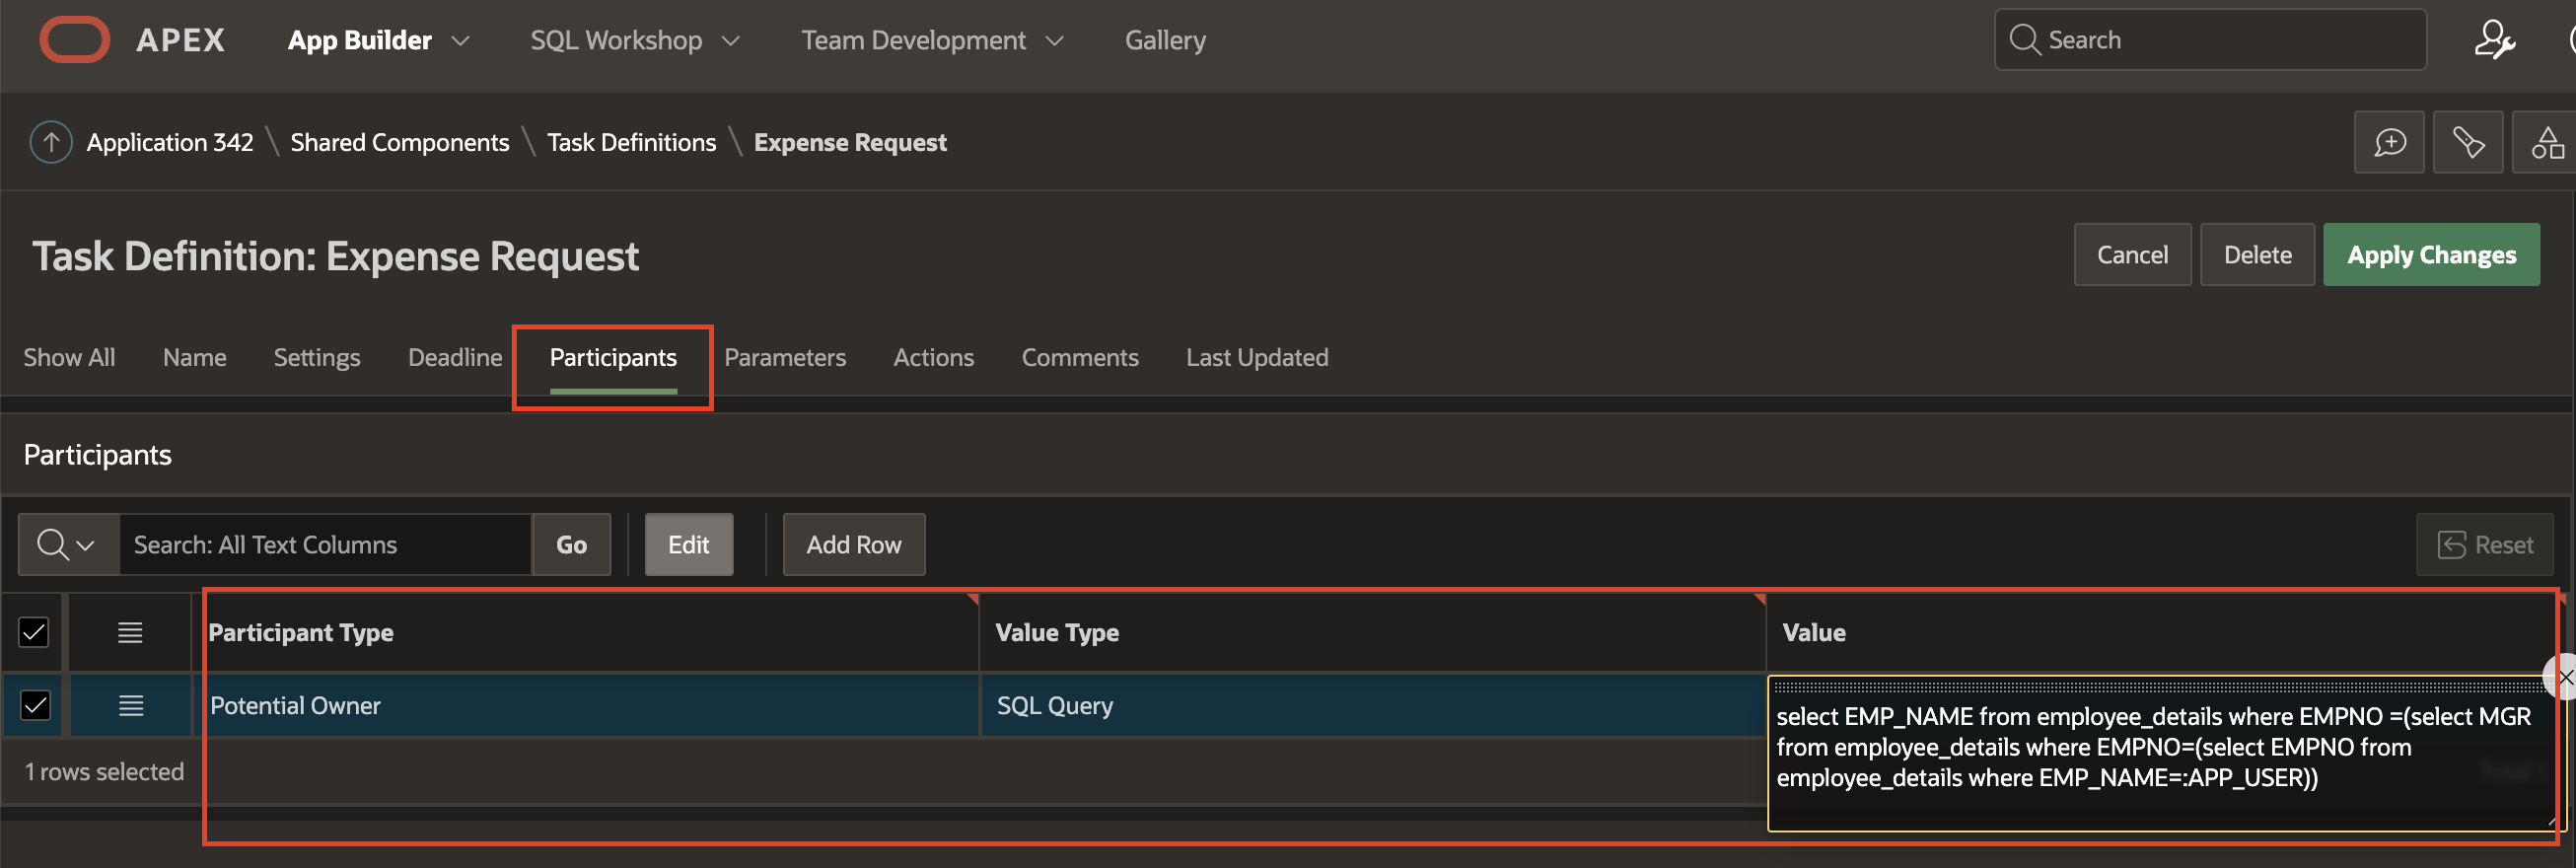 APEX App Builder SQL Workshop Team Development Gallery Search
Application 342 \ Shared Components \ Task Definitions \ Expense Request
Task Definition: Expense Request Cancel Delete Apply Changes
Show All Name Settings Deadline Participants Parameters Actions Comments Last Updated
Participants
Search: All Text Columns Go Edit Add Row Reset
Participant Type Value Type Value
Potential Owner SQL Query
select EMP_NAME from employee_details where EMPNO =(select MGR
from employee_details where EMPNO=(select EMPNO from
employee_details where EMP_NAME=:APP_USER))
1 rows selected